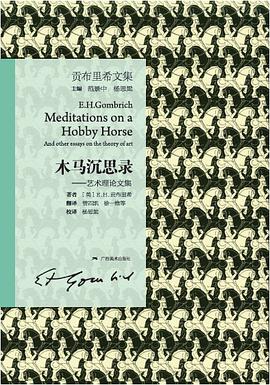 贡布里希文集
主编 范景中 杨思梁
E.H.Gombrich
Meditations on a
Hobby Horse
And other essays on the theory of art
木马沉思录
——艺术理论文集
著者 [英] E.H.贡布里希
翻译 曾四凯 徐一维等
校译 杨思梁
广西美术出版社